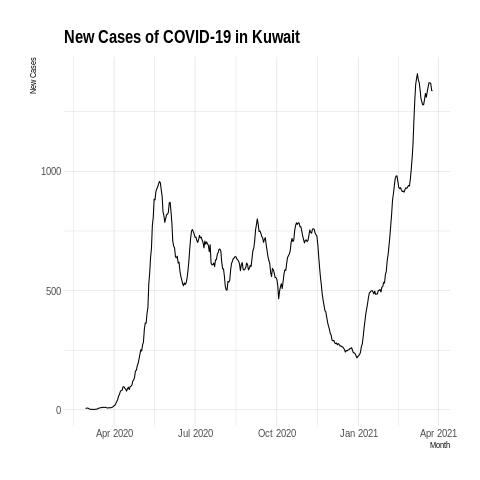 New Cases of COVID-19 in Kuwait
New Cases
1000
500
0
Apr 2020
Jul 2020
Oct 2020
Jan 2021
Apr 2021
Month